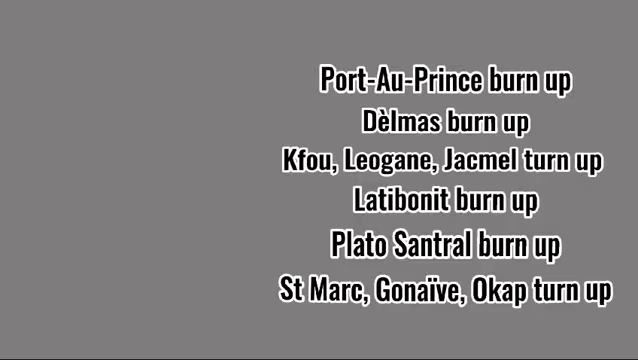 Port-Au-Prince burn up
Dèlmas burn up
Kfou, Leogane, Jacmel turn up
Latibonit burn up
Plato Santral burn up
St Marc, Gonaïve, Okap turn up